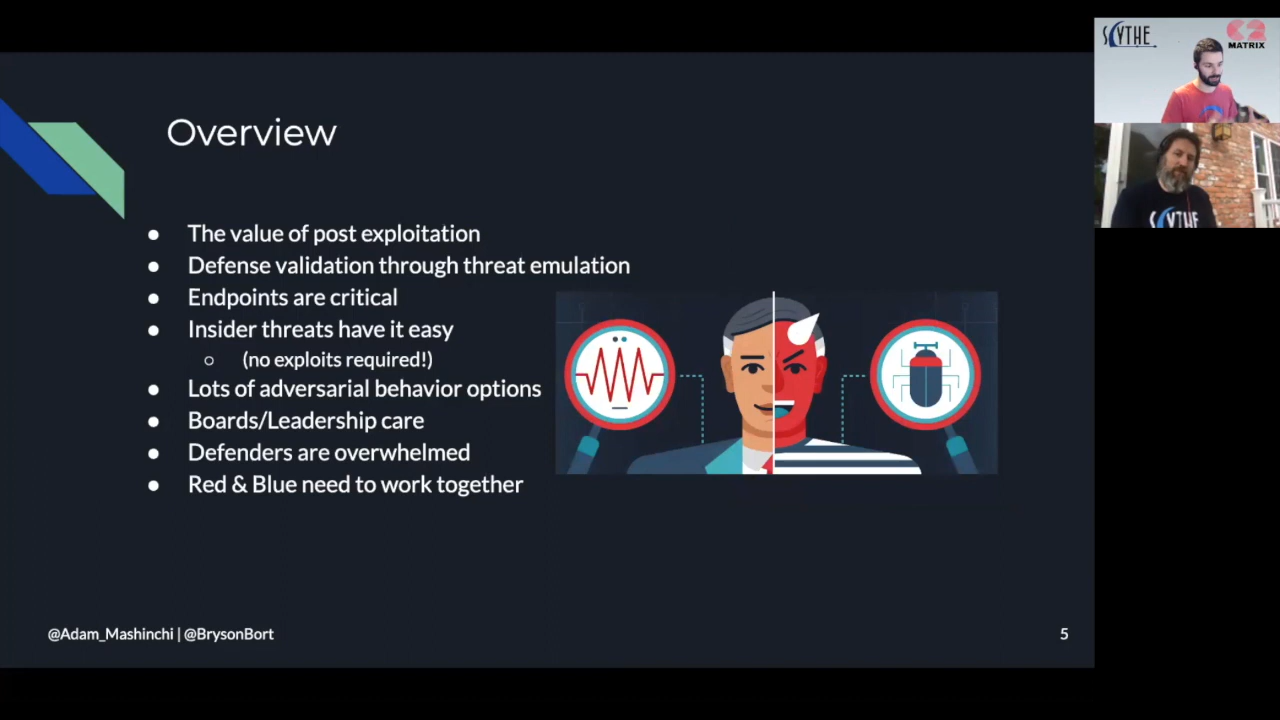 SCYTHE
C2
MATRIX
Overview
● The value of post exploitation
● Defense validation through threat emulation
● Endpoints are critical
● Insider threats have it easy
○ (no exploits required!)
● Lots of adversarial behavior options
● Boards/Leadership care
● Defenders are overwhelmed
● Red & Blue need to work together
SCYTHE
@Adam_Mashinchi | @BrysonBort
5